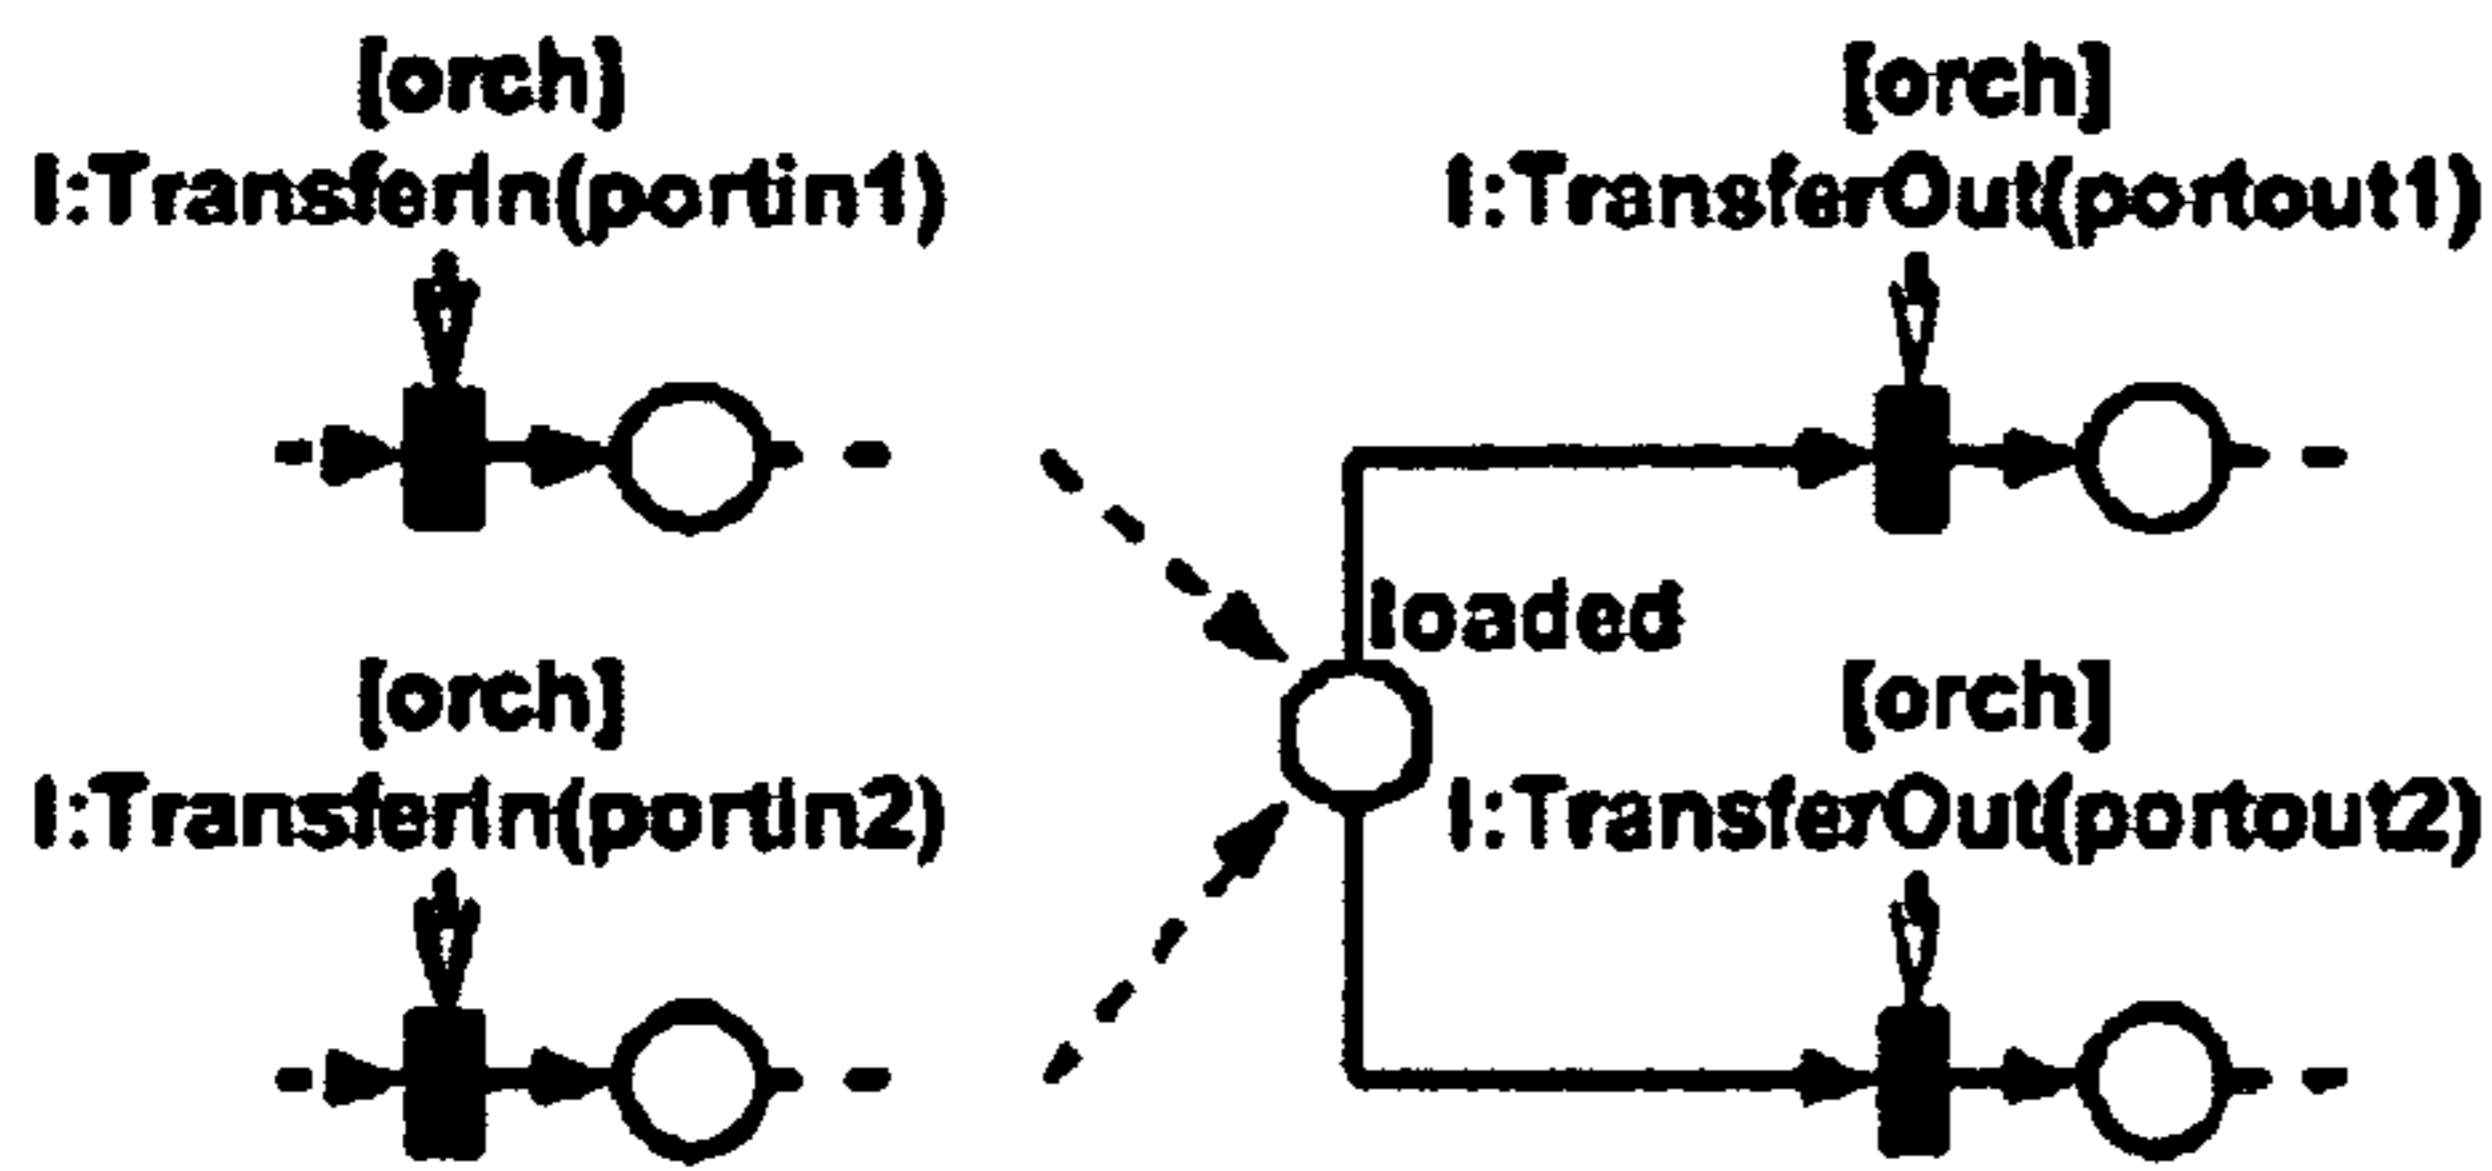 [orch]
I:TransferIn(portin1)
[orch]
I:TransferOut(portout1)
loaded
[orch]
I:TransferIn(portin2)
[orch]
I:TransferOut(portout2)